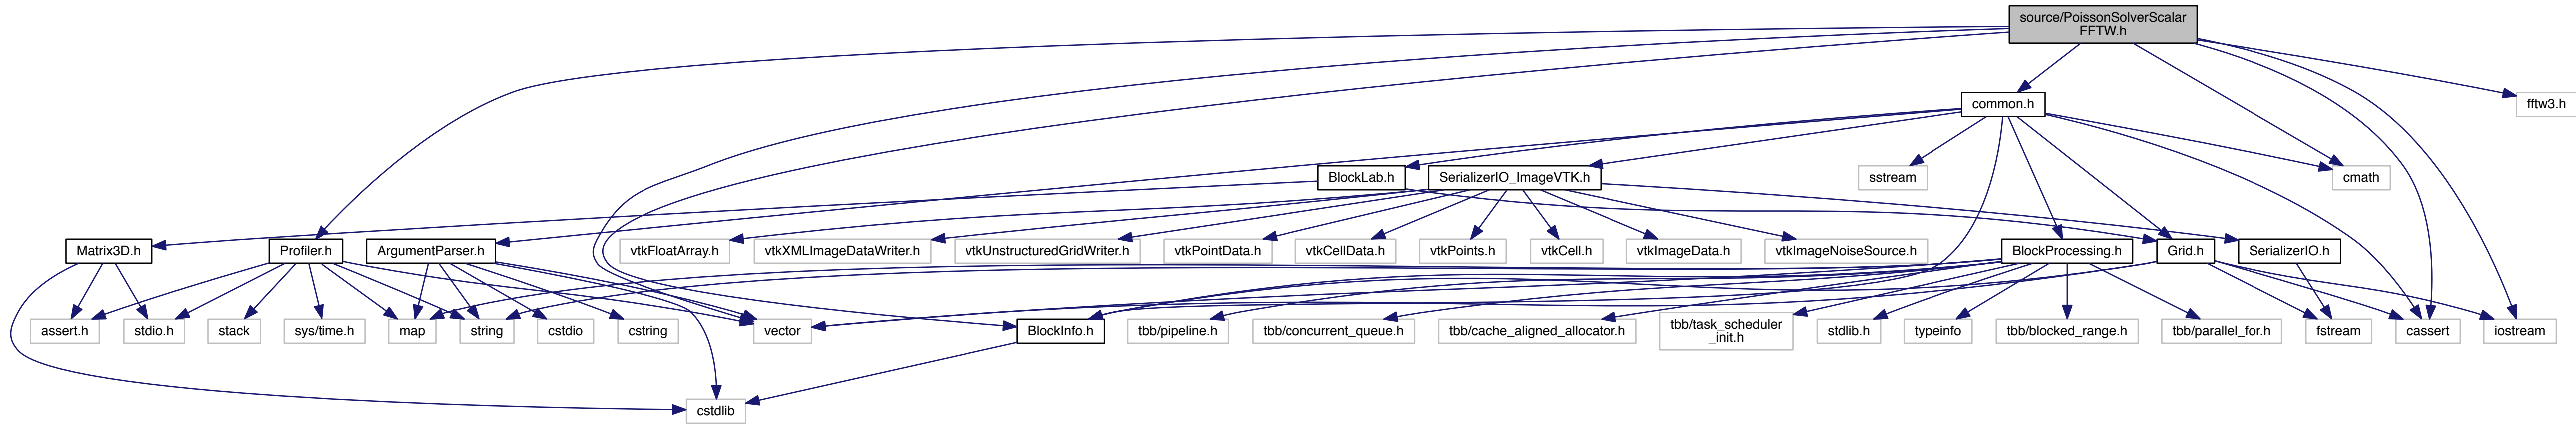 source/PoissonSolverScalar
FFTW.h
common.h
fftw3.h
BlockLab.h
SerializerIO_ImageVTK.h
sstream
cmath
Matrix3D.h
Profiler.h
ArgumentParser.h
vtkFloatArray.h
vtkXMLImageDataWriter.h
vtkUnstructuredGridWriter.h
vtkPointData.h
vtkCellData.h
vtkPoints.h
vtkCell.h
vtkImageData.h
vtkImageNoiseSource.h
BlockProcessing.h
Grid.h
SerializerIO.h
assert.h
stdio.h
stack
sys/time.h
map
string
cstdio
cstring
vector
BlockInfo.h
tbb/pipeline.h
tbb/concurrent_queue.h
tbb/cache_aligned_allocator.h
tbb/task_scheduler
_init.h
stdlib.h
typeinfo
tbb/blocked_range.h
tbb/parallel_for.h
fstream
cassert
iostream
cstdlib